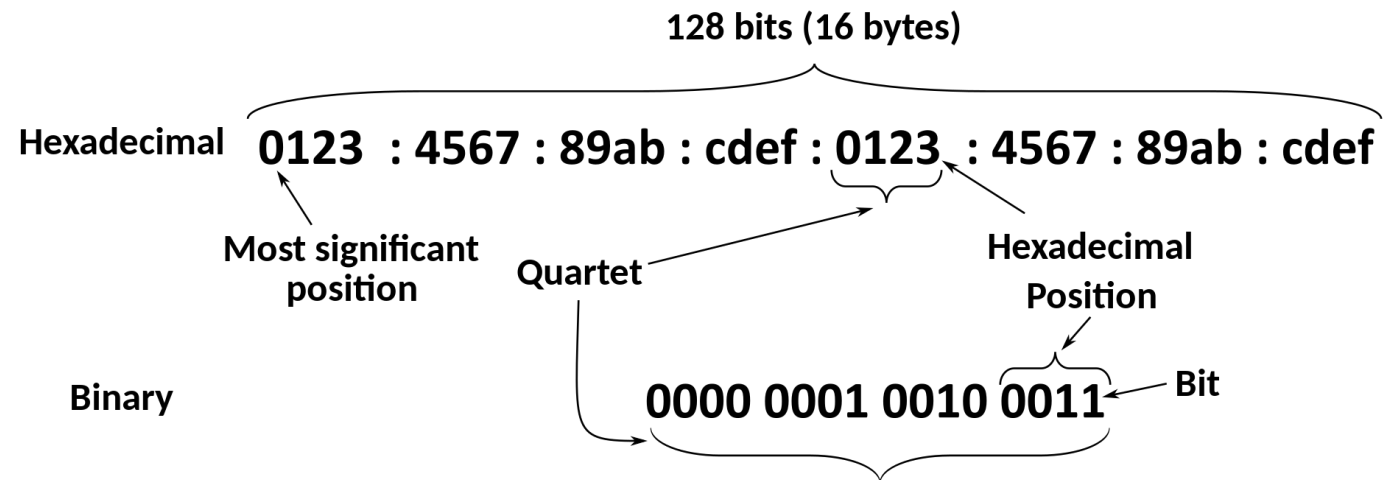 128 bits (16 bytes)
Hexadecimal 0123 : 4567 : 89ab : cdef : 0123 : 4567 : 89ab : cdef
Most significant
position
Quartet
Hexadecimal
Position
Binary
0000 0001 0010 0011
Bit